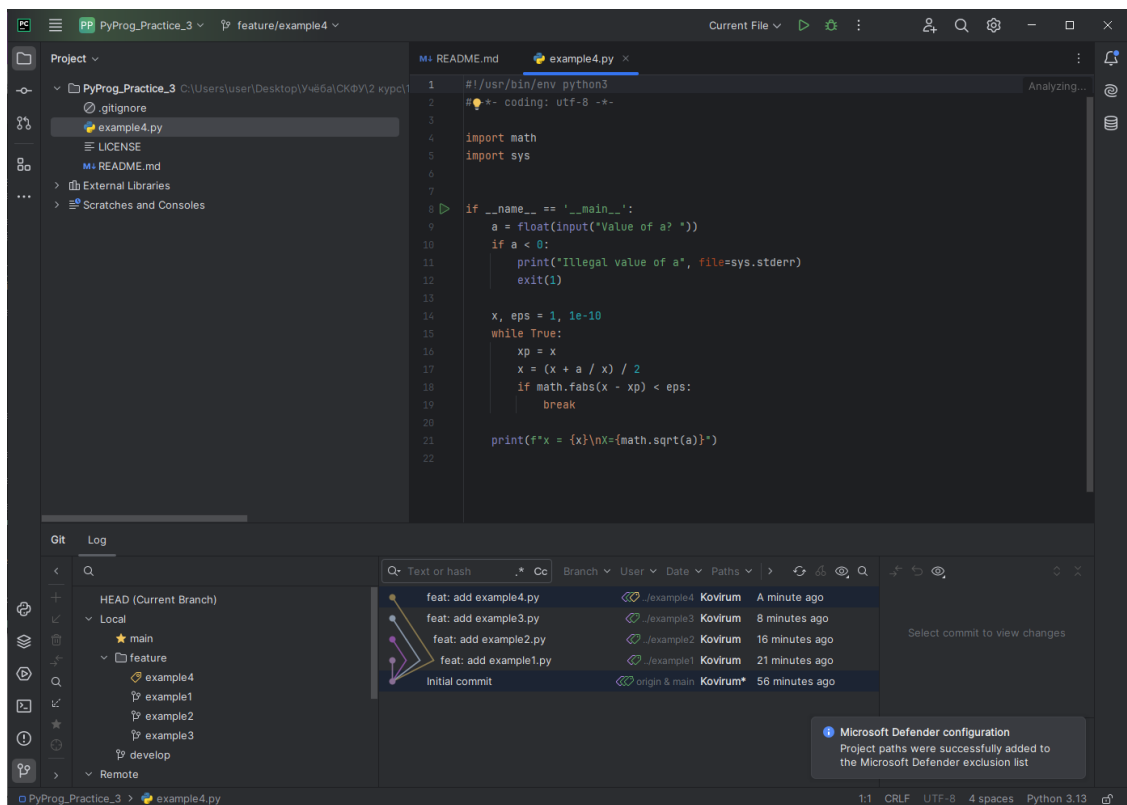 PC PP PyProg_Practice_3 feature/example4 Current File
Project
PyProg_Practice_3 C:\Users\user\Desktop\Учёба\СКФУ\2 курс\1
.gitignore
example4.py
LICENSE
M↓ README.md
External Libraries
Scratches and Consoles
M↓ README.md example4.py
Analyzing...
1 #!/usr/bin/env python3
2 # -*- coding: utf-8 -*-
3
4 import math
5 import sys
6
7
8 if __name__ == '__main__':
9 a = float(input("Value of a? "))
10 if a < 0:
11 print("Illegal value of a", file=sys.stderr)
12 exit(1)
13
14 x, eps = 1, 1e-10
15 while True:
16 xp = x
17 x = (x + a / x) / 2
18 if math.fabs(x - xp) < eps:
19 break
20
21 print(f"x = {x}\nX={math.sqrt(a)}")
22
Git Log
HEAD (Current Branch)
Local
main
feature
example4
example1
example2
example3
develop
Remote
Text or hash .* Cc Branch User Date Paths
feat: add example4.py ../example4 Kovirum A minute ago
feat: add example3.py ../example3 Kovirum 8 minutes ago
feat: add example2.py ../example2 Kovirum 16 minutes ago
feat: add example1.py ../example1 Kovirum 21 minutes ago
Initial commit origin & main Kovirum* 56 minutes ago
Select commit to view changes
Microsoft Defender configuration
Project paths were successfully added to
the Microsoft Defender exclusion list
PyProg_Practice_3 > example4.py 1:1 CRLF UTF-8 4 spaces Python 3.13